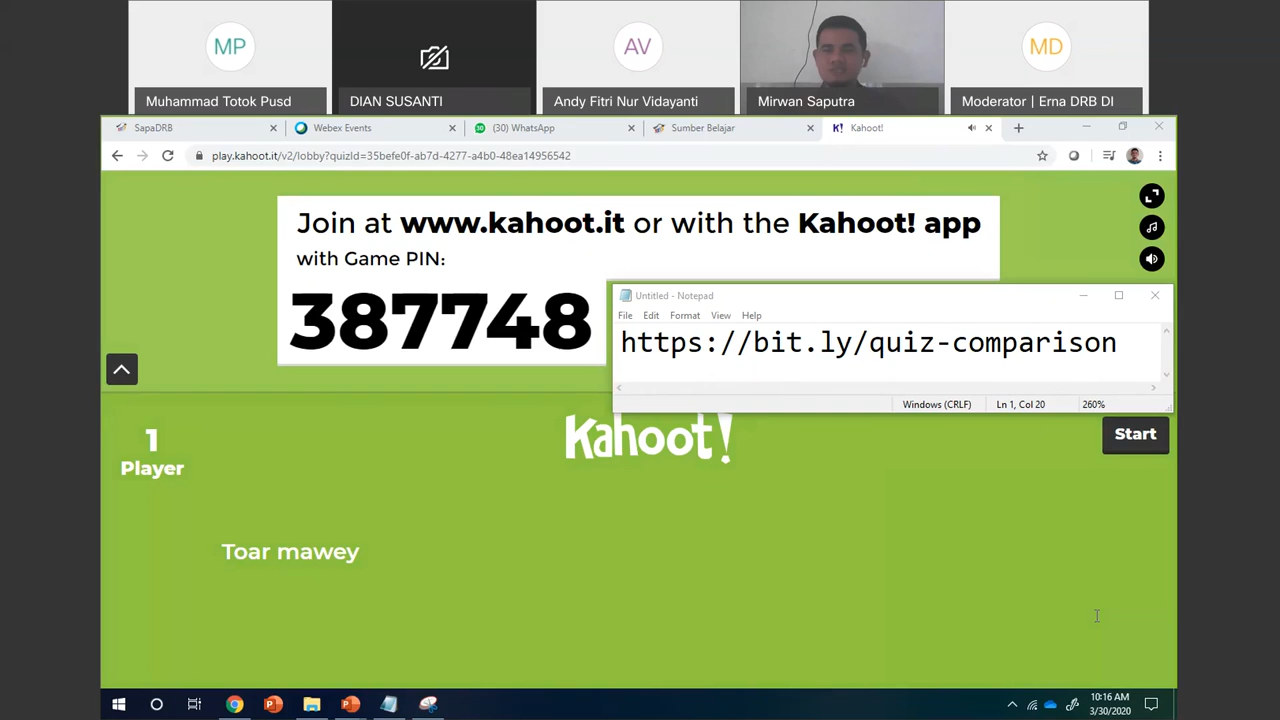 MP
AV
MD
Muhammad Totok Pusd
DIAN SUSANTI
Andy Fitri Nur Vidayanti
Mirwan Saputra
Moderator | Erna DRB DI
SapaDRB
Webex Events
(30) WhatsApp
Sumber Belajar
K! Kahoot!
play.kahoot.it/v2/lobby?quizId=35befe0f-ab7d-4277-a4b0-48ea14956542
Join at www.kahoot.it or with the Kahoot! app
with Game PIN:
387748
Untitled - Notepad
File Edit Format View Help
https://bit.ly/quiz-comparison
Windows (CRLF) Ln 1, Col 20 260%
1
Player
Kahoot!
Start
Toar mawey
10:16 AM
3/30/2020